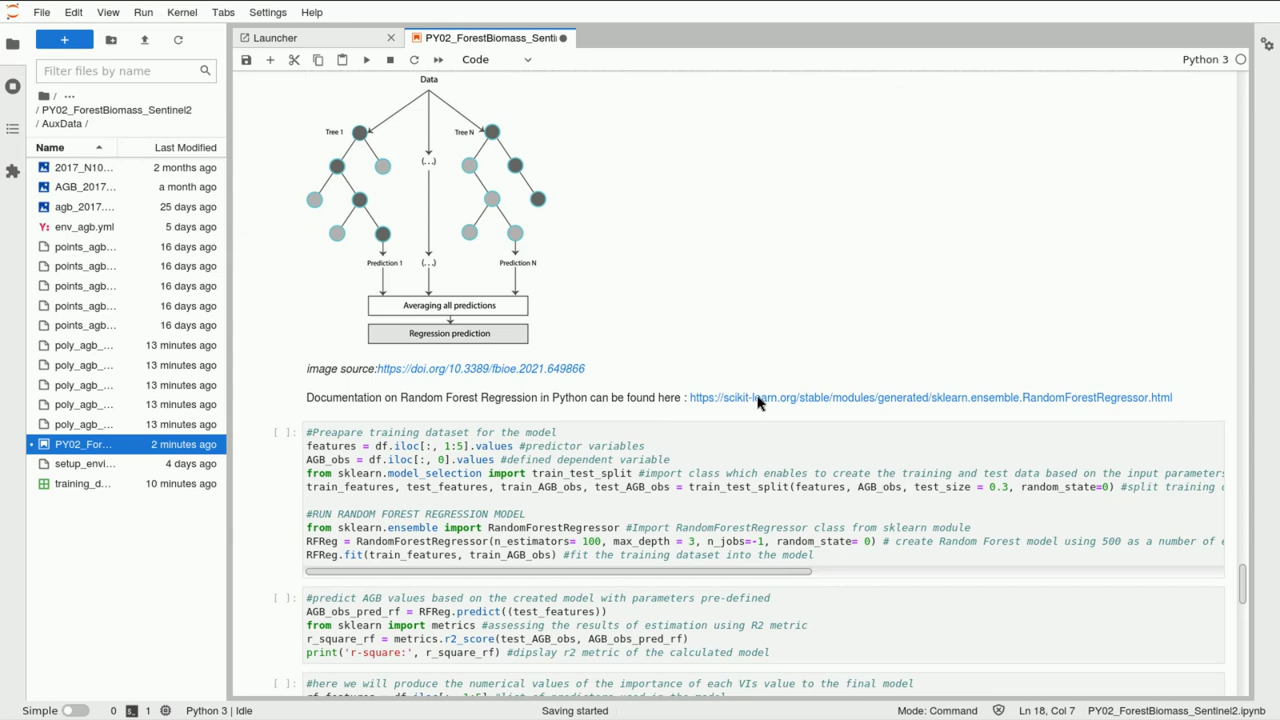 File Edit View Run Kernel Tabs Settings Help
Launcher
PY02_ForestBiomass_Senti
Filter files by name
Code
Python 3
/ ...
/ PY02_ForestBiomass_Sentinel2
/ AuxData /
Name Last Modified
2017_N10... 2 months ago
AGB_2017... a month ago
agb_2017.... 25 days ago
Y: env_agb.yml 5 days ago
points_agb... 16 days ago
points_agb... 16 days ago
points_agb... 16 days ago
points_agb... 16 days ago
points_agb... 16 days ago
poly_agb_... 13 minutes ago
poly_agb_... 13 minutes ago
poly_agb_... 13 minutes ago
poly_agb_... 13 minutes ago
poly_agb_... 13 minutes ago
PY02_For... 2 minutes ago
setup_envi... 4 days ago
training_d... 10 minutes ago
Data
Tree 1
Tree N
(...)
Prediction 1
(...)
Prediction N
Averaging all predictions
Regression prediction
image source:https://doi.org/10.3389/fbioe.2021.649866
Documentation on Random Forest Regression in Python can be found here : https://scikit-learn.org/stable/modules/generated/sklearn.ensemble.RandomForestRegressor.html
[ ]: #Preapare training dataset for the model
features = df.iloc[:, 1:5].values #predictor variables
AGB_obs = df.iloc[:, 0].values #defined dependent variable
from sklearn.model_selection import train_test_split #import class which enables to create the training and test data based on the input parameters
train_features, test_features, train_AGB_obs, test_AGB_obs = train_test_split(features, AGB_obs, test_size = 0.3, random_state=0) #split training
#RUN RANDOM FOREST REGRESSION MODEL
from sklearn.ensemble import RandomForestRegressor #Import RandomForestRegressor class from sklearn module
RFReg = RandomForestRegressor(n_estimators= 100, max_depth = 3, n_jobs=-1, random_state= 0) # create Random Forest model using 500 as a number of
RFReg.fit(train_features, train_AGB_obs) #fit the training dataset into the model
[ ]: #predict AGB values based on the created model with parameters pre-defined
AGB_obs_pred_rf = RFReg.predict((test_features))
from sklearn import metrics #assessing the results of estimation using R2 metric
r_square_rf = metrics.r2_score(test_AGB_obs, AGB_obs_pred_rf)
print('r-square:', r_square_rf) #dipslay r2 metric of the calculated model
[ ]: #here we will produce the numerical values of the importance of each VIs value to the final model
Simple 0 1 Python 3 | Idle Saving started Mode: Command Ln 18, Col 7 PY02_ForestBiomass_Sentinel2.ipynb